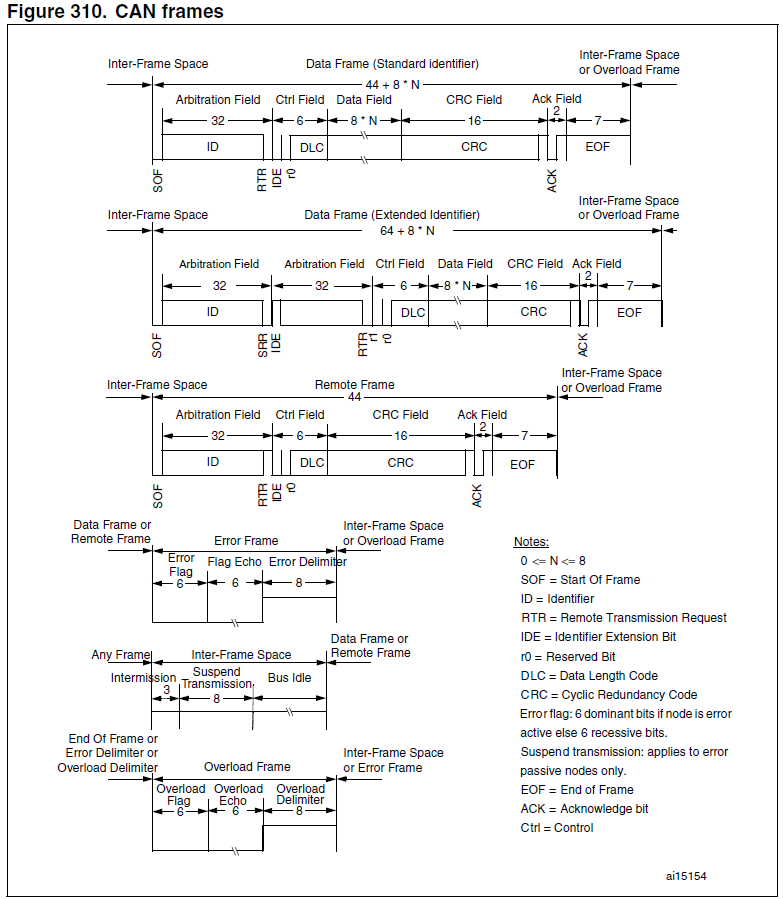 Figure 310. CAN frames
Inter-Frame Space
Data Frame (Standard identifier)
Inter-Frame Space
or Overload Frame
44 + 8 * N
Arbitration Field
Ctrl Field
Data Field
CRC Field
Ack Field
32
6
8 * N
16
2
7
ID
DLC
CRC
EOF
SOF
RTR
IDE
r0
ACK
Inter-Frame Space
Data Frame (Extended Identifier)
Inter-Frame Space
or Overload Frame
64 + 8 * N
Arbitration Field
Arbitration Field
Ctrl Field
Data Field
CRC Field
Ack Field
32
32
6
8 * N
16
2
7
ID
DLC
CRC
EOF
SOF
SRR
IDE
RTR
r1
r0
ACK
Inter-Frame Space
Remote Frame
Inter-Frame Space
or Overload Frame
44
Arbitration Field
Ctrl Field
CRC Field
Ack Field
32
6
16
2
7
ID
DLC
CRC
EOF
SOF
RTR
IDE
r0
ACK
Data Frame or
Remote Frame
Error Frame
Inter-Frame Space
or Overload Frame
Error
Flag
Flag Echo
Error Delimiter
6
6
8
Any Frame
Inter-Frame Space
Data Frame or
Remote Frame
Intermission
3
Suspend
Transmission
8
Bus Idle
End Of Frame or
Error Delimiter or
Overload Delimiter
Overload Frame
Inter-Frame Space
or Error Frame
Overload
Flag
Overload
Echo
Overload
Delimiter
6
6
8
Notes:
0 <= N <= 8
SOF = Start Of Frame
ID = Identifier
RTR = Remote Transmission Request
IDE = Identifier Extension Bit
r0 = Reserved Bit
DLC = Data Length Code
CRC = Cyclic Redundancy Code
Error flag: 6 dominant bits if node is error
active else 6 recessive bits.
Suspend transmission: applies to error
passive nodes only.
EOF = End of Frame
ACK = Acknowledge bit
Ctrl = Control
ai15154